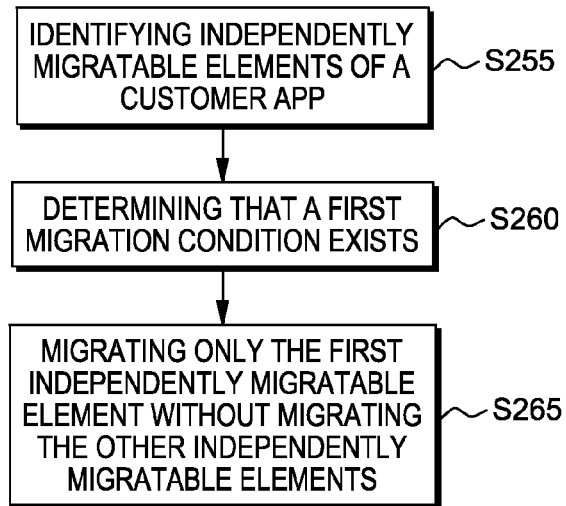 IDENTIFYING INDEPENDENTLY
MIGRATABLE ELEMENTS OF A
CUSTOMER APP
S255
DETERMINING THAT A FIRST
MIGRATION CONDITION EXISTS
S260
MIGRATING ONLY THE FIRST
INDEPENDENTLY MIGRATABLE
ELEMENT WITHOUT MIGRATING
THE OTHER INDEPENDENTLY
MIGRATABLE ELEMENTS
S265